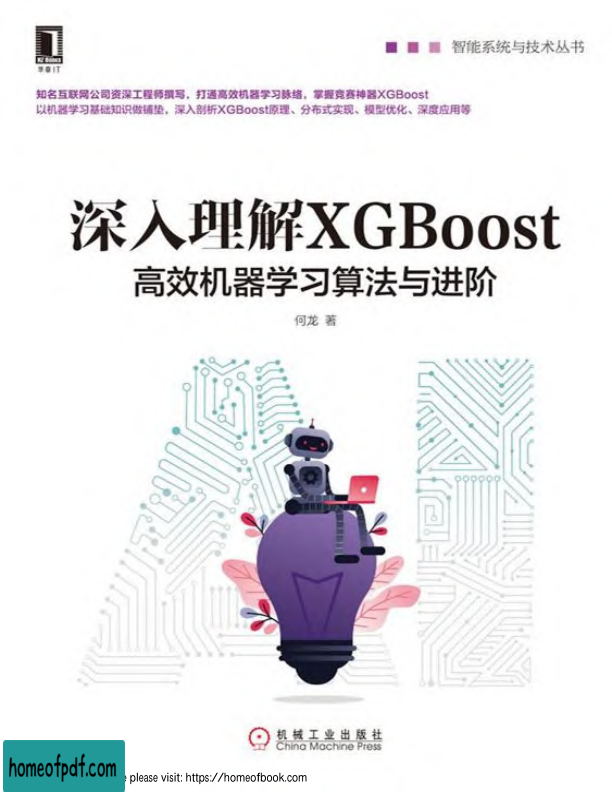 HZ Books
华章IT
智能系统与技术丛书
知名互联网公司资深工程师撰写，打通高效机器学习脉络，掌握竞赛神器XGBoost
以机器学习基础知识做铺垫，深入剖析XGBoost原理、分布式实现、模型优化、深度应用等
深入理解XGBoost
高效机器学习算法与进阶
何龙 著
AI
机械工业出版社
China Machine Press
homeofpdf.com
please visit: https://homeofbook.com